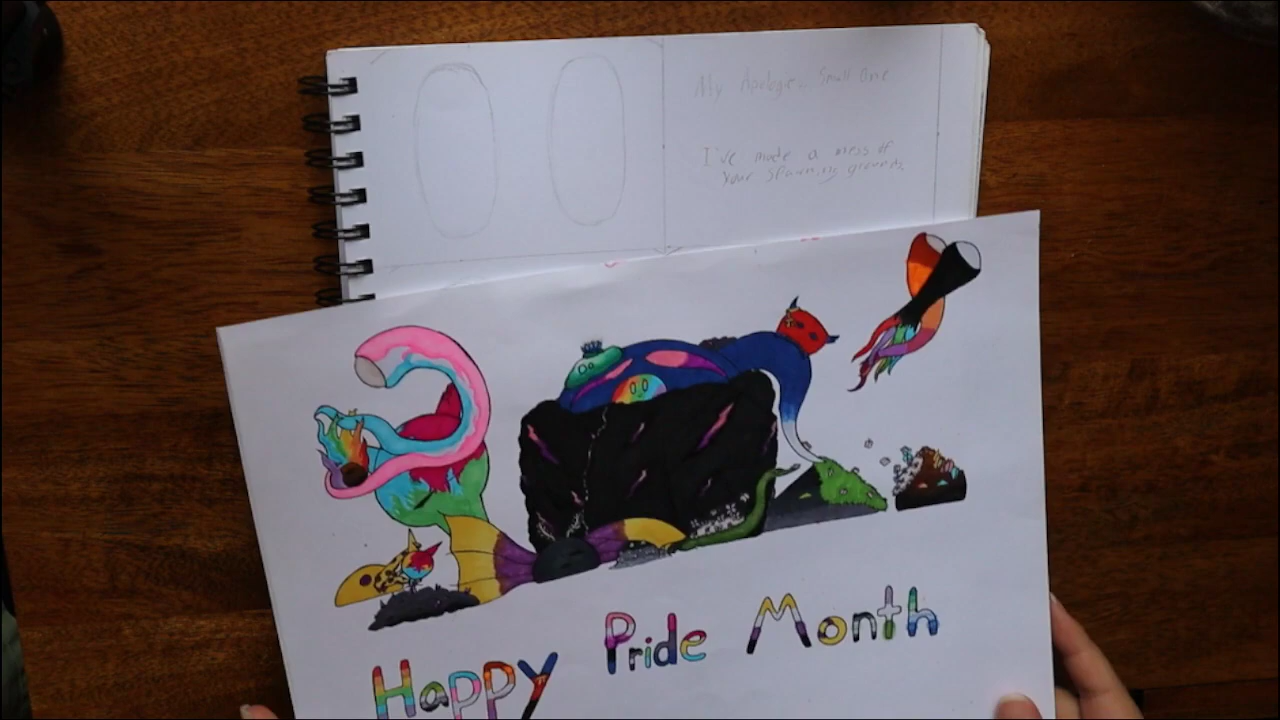 My Apologies, Small One
I've made a mess of
your spawning grounds.
Happy Pride Month